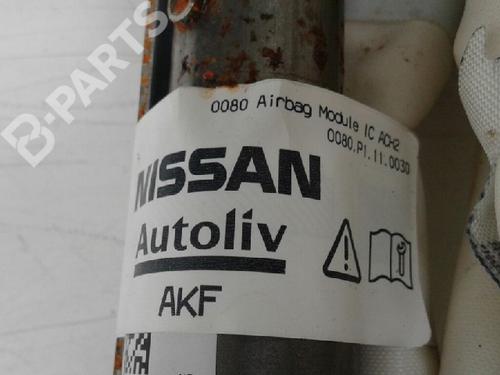 B-PARTS
0080 Airbag Module IC ACH2
0080.P1.11.0030
NISSAN
Autoliv
AKF